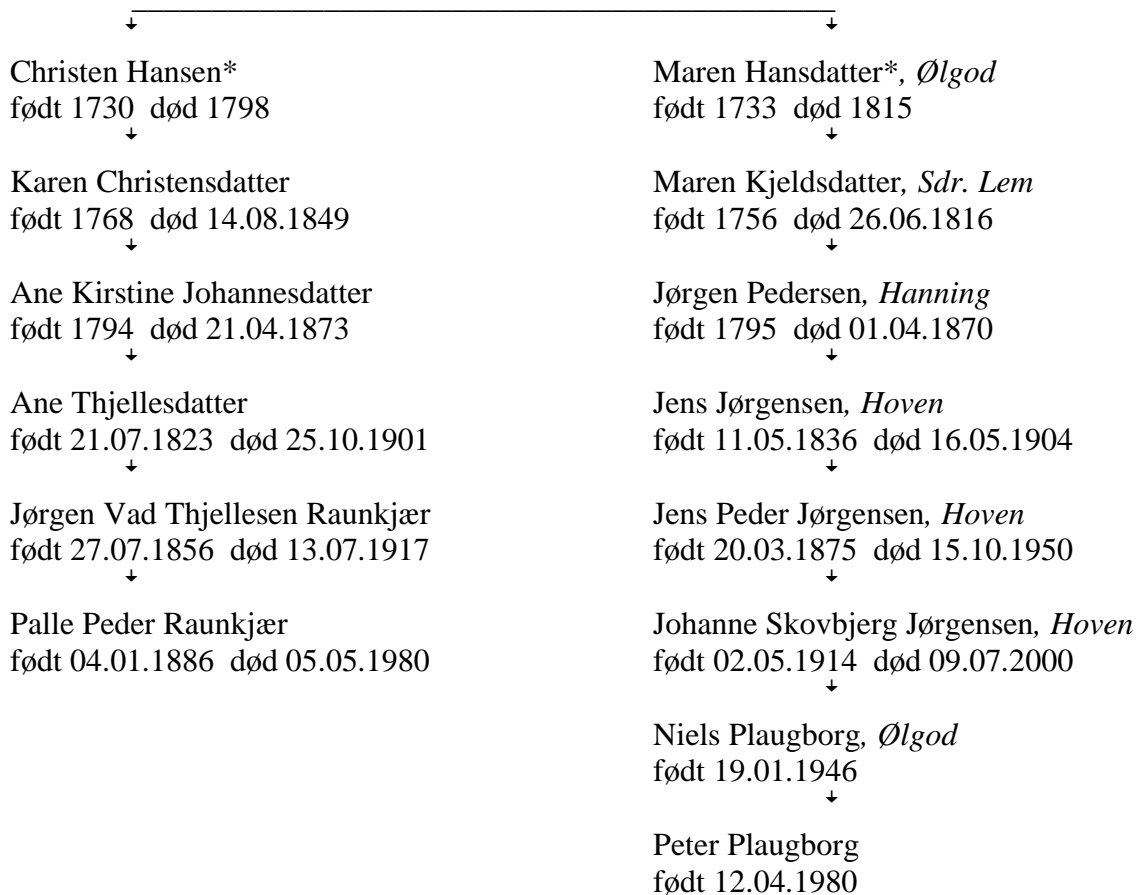 Christen Hansen*
født 1730 død 1798
Karen Christensdatter
født 1768 død 14.08.1849
Ane Kirstine Johannesdatter
født 1794 død 21.04.1873
Ane Thjellesdatter
født 21.07.1823 død 25.10.1901
Jørgen Vad Thjellesen Raunkjær
født 27.07.1856 død 13.07.1917
Palle Peder Raunkjær
født 04.01.1886 død 05.05.1980
Maren Hansdatter*, Ølgod
født 1733 død 1815
Maren Kjeldsdatter, Sdr. Lem
født 1756 død 26.06.1816
Jørgen Pedersen, Hanning
født 1795 død 01.04.1870
Jens Jørgensen, Hoven
født 11.05.1836 død 16.05.1904
Jens Peder Jørgensen, Hoven
født 20.03.1875 død 15.10.1950
Johanne Skovbjerg Jørgensen, Hoven
født 02.05.1914 død 09.07.2000
Niels Plaugborg, Ølgod
født 19.01.1946
Peter Plaugborg
født 12.04.1980